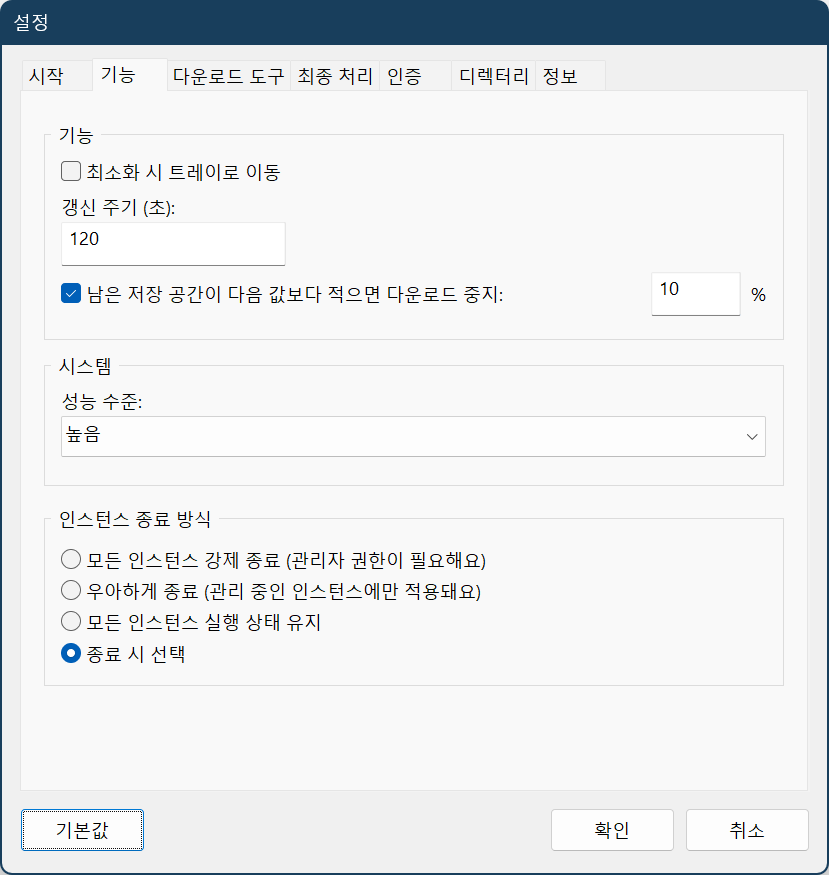 설정
시작 기능 다운로드 도구 최종 처리 인증 디렉터리 정보
기능
최소화 시 트레이로 이동
갱신 주기 (초):
120
남은 저장 공간이 다음 값보다 적으면 다운로드 중지: 10 %
시스템
성능 수준:
높음
인스턴스 종료 방식
모든 인스턴스 강제 종료 (관리자 권한이 필요해요)
우아하게 종료 (관리 중인 인스턴스에만 적용돼요)
모든 인스턴스 실행 상태 유지
종료 시 선택
기본값 확인 취소